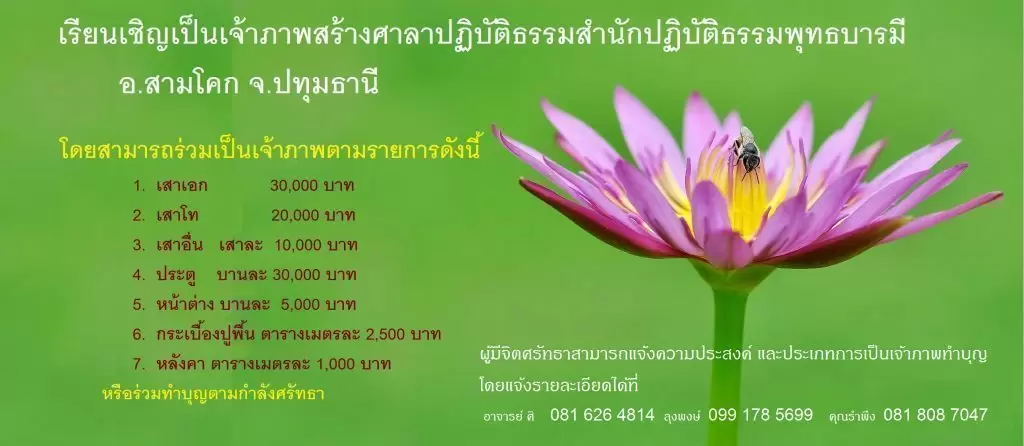 เรียนเชิญเป็นเจ้าภาพสร้างศาลาปฏิบัติธรรมสำนักปฏิบัติธรรมพุทธบารมี
อ.สามโคก จ.ปทุมธานี
โดยสามารถร่วมเป็นเจ้าภาพตามรายการดังนี้
1. เสาเอก 30,000 บาท
2. เสาโท 20,000 บาท
3. เสาอื่น เสาละ 10,000 บาท
4. ประตู บานละ 30,000 บาท
5. หน้าต่าง บานละ 5,000 บาท
6. กระเบื้องปูพื้น ตารางเมตรละ 2,500 บาท
7. หลังคา ตารางเมตรละ 1,000 บาท
หรือร่วมทำบุญตามกำลังศรัทธา
ผู้มีจิตศรัทธาสามารถแจ้งความประสงค์ และประเภทการเป็นเจ้าภาพทำบุญ
โดยแจ้งรายละเอียดได้ที่
อาจารย์ ศิ 081 626 4814 ลุงพงษ์ 099 178 5699 คุณรำพึง 081 808 7047